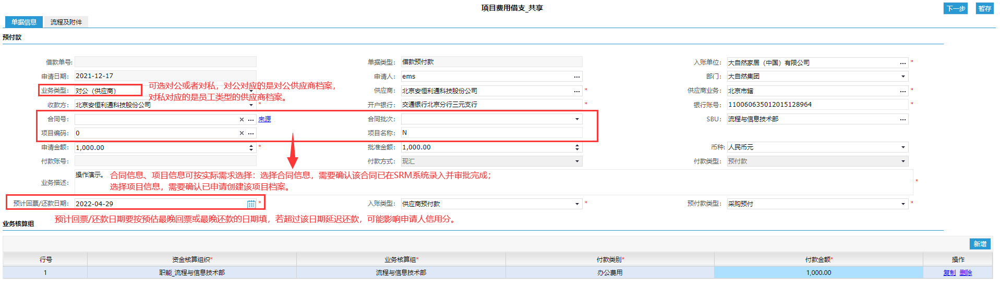 项目费用借支_共享
下一步 暂存
单据信息 流程及附件
预付款
借款单号: 单据类型: 借款预付款 入账单位: 大自然家居（中国）有限公司 ... *
申请日期: 2021-12-17 申请人: ems ... 部门: 大自然集团
业务类型: 对公（供应商） * 供应商: 北京安恒利通科技股份公司 ... * 供应商业务: 北京市辖 ... *
可选对公或者对私，对公对应的是对公供应商档案，
对私对应的是员工类型的供应商档案。
收款方: 北京安恒利通科技股份公司 * 开户银行: 交通银行北京分行三元支行 * 银行账号: 110060635012015128964 *
合同号: × ... 来源 合同批次: SBU: 流程与信息技术部 ...
项目编码: 0 × ... 项目名称: N
申请金额: 1,000.00 * 批准金额: 1,000.00 币种: 人民币元
付款账号: 付款方式: 现汇 付款类型: 预付款
业务描述: 操作演示。 *
合同信息、项目信息可按实际需求选择：选择合同信息，需要确认该合同已在SRM系统录入并审批完成；
选择项目信息，需要确认已申请创建该项目档案。
预计回票/还款日期: 2022-04-29 * 入账类型: 供应商预付款 * 预付款类型: 采购预付 *
预计回票/还款日期要按预估最晚回票或最晚还款的日期填，若超过该日期延迟还款，可能影响申请人信用分。
业务核算组
新增
行号 资金核算组织* 业务核算组* 付款类别* 付款金额* 操作
1 职能_流程与信息技术部 流程与信息技术部 办公费用 1,000.00 复制 删除